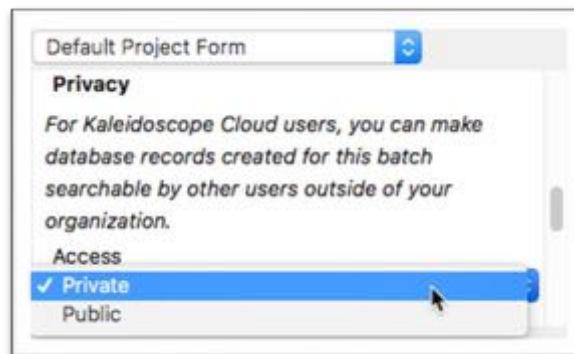 Default Project Form
Privacy
For Kaleidoscope Cloud users, you can make
database records created for this batch
searchable by other users outside of your
organization.
Access
✓ Private
Public